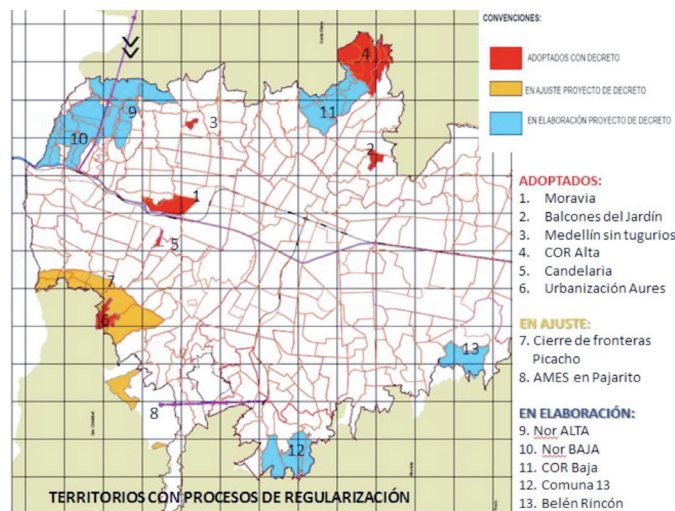 CONVENCIONES:
ADOPTADOS CON DECRETO
EN AJUSTE PROYECTO DE DECRETO
EN ELABORACIÓN PROYECTO DE DECRETO
4
11
9
3
10
2
1
5
7
6
13
8
12
ADOPTADOS:
1. Moravia
2. Balcones del Jardín
3. Medellín sin tugurios
4. COR Alta
5. Candelaria
6. Urbanización Aures
EN AJUSTE:
7. Cierre de fronteras
Picacho
8. AMES en Pajarito
EN ELABORACIÓN:
9. Nor ALTA
10. Nor BAJA
11. COR Baja
12. Comuna 13
13. Belén Rincón
TERRITORIOS CON PROCESOS DE REGULARIZACIÓN